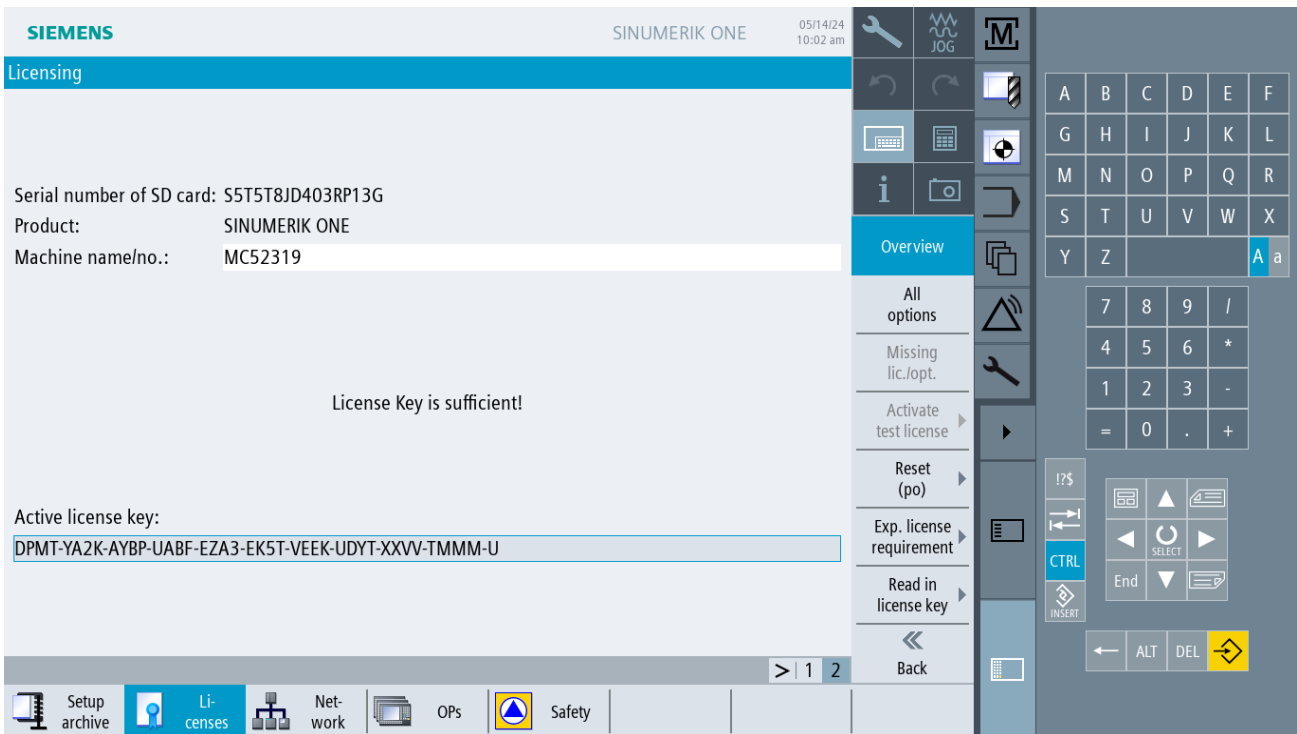 SIEMENS
SINUMERIK ONE
05/14/24
10:02 am
Licensing
Serial number of SD card: S5T5T8JD403RP13G
Product: SINUMERIK ONE
Machine name/no.: MC52319
License Key is sufficient!
Active license key:
DPMT-YA2K-AYBP-UABF-EZA3-EK5T-VEEK-UDYT-XXVV-TMMM-U
> 1 2
Setup
archive
Li-
censes
Net-
work
OPs
Safety
JOG
M
i
Overview
All
options
Missing
lic./opt.
Activate
test license
Reset
(po)
Exp. license
requirement
Read in
license key
Back
A B C D E F
G H I J K L
M N O P Q R
S T U V W X
Y Z A a
7 8 9 /
4 5 6 *
1 2 3 -
= 0 . +
!?$
CTRL
INSERT
SELECT
End
ALT DEL